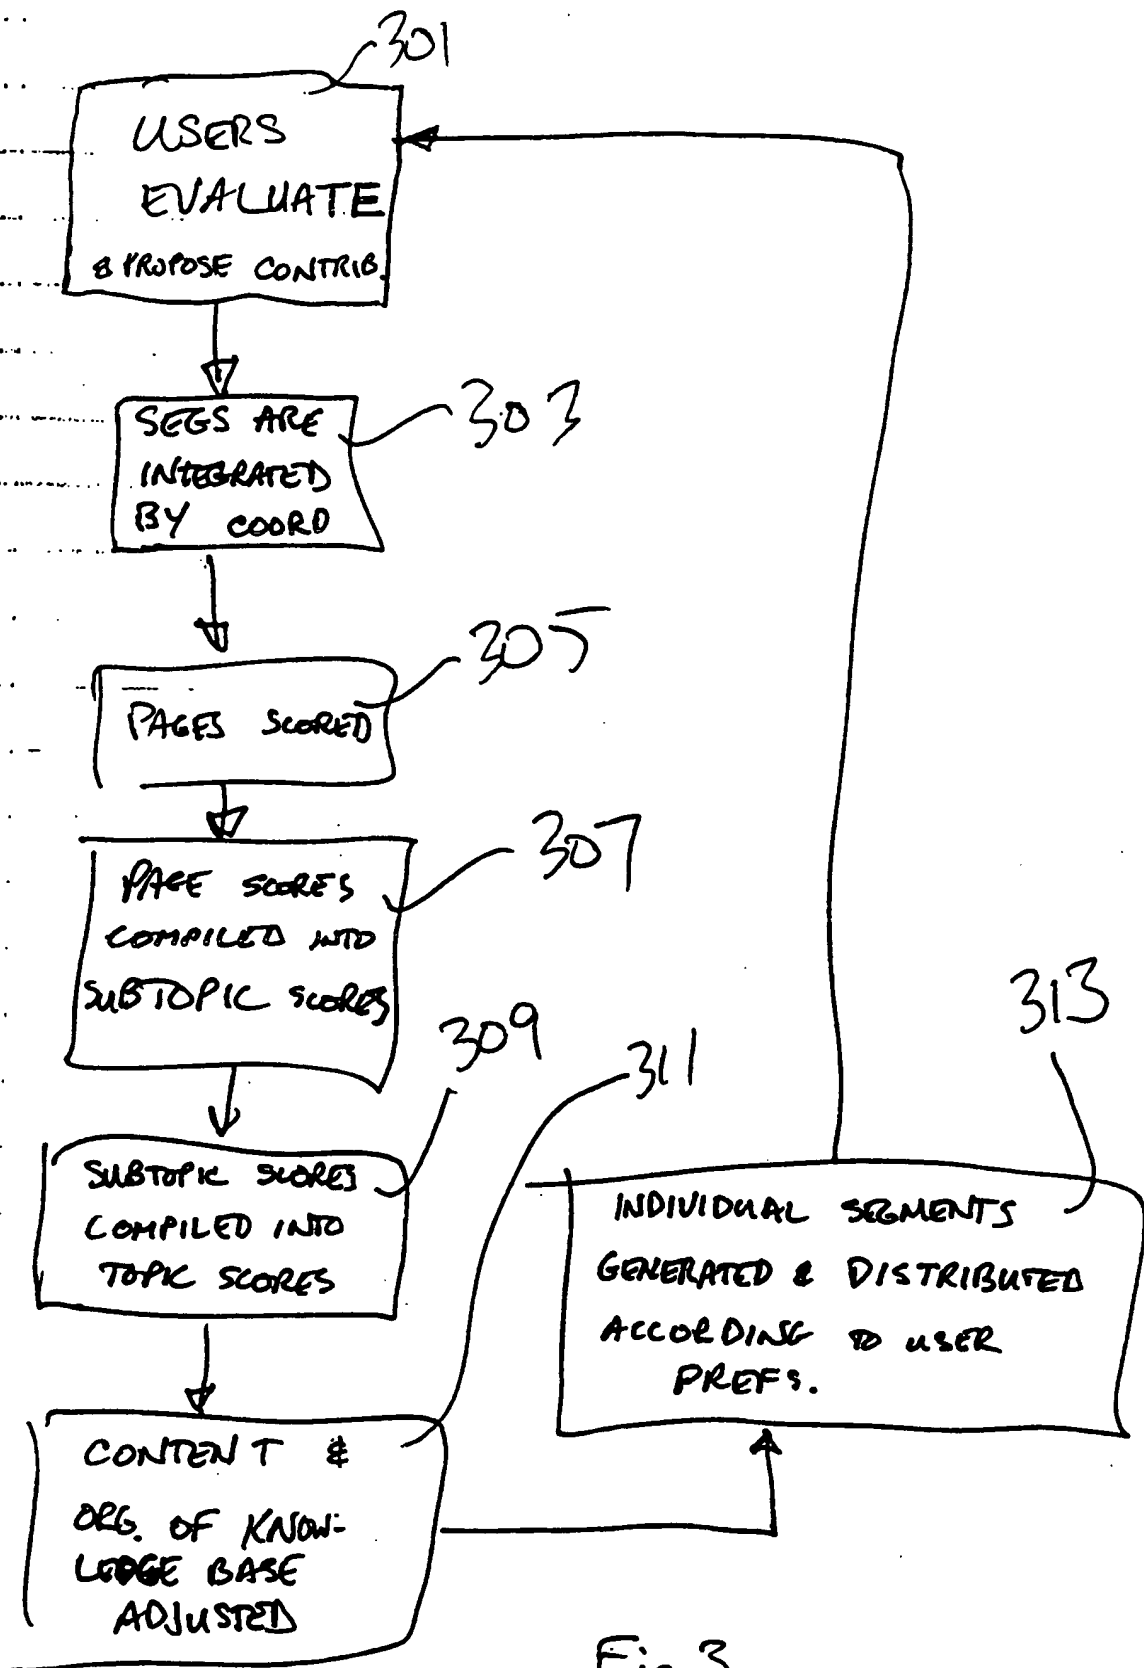 301
USERS
EVALUATE
& PROPOSE CONTRIB.
SEGS ARE
INTEGRATED
BY COORD
303
305
PAGES SCORED
307
PAGE SCORES
COMPILED INTO
SUBTOPIC SCORES
309
311
313
SUBTOPIC SCORES
COMPILED INTO
TOPIC SCORES
INDIVIDUAL SEGMENTS
GENERATED & DISTRIBUTED
ACCORDING TO USER
PREFS.
CONTENT &
ORG. OF KNOW-
LEDGE BASE
ADJUSTED
Fig 3